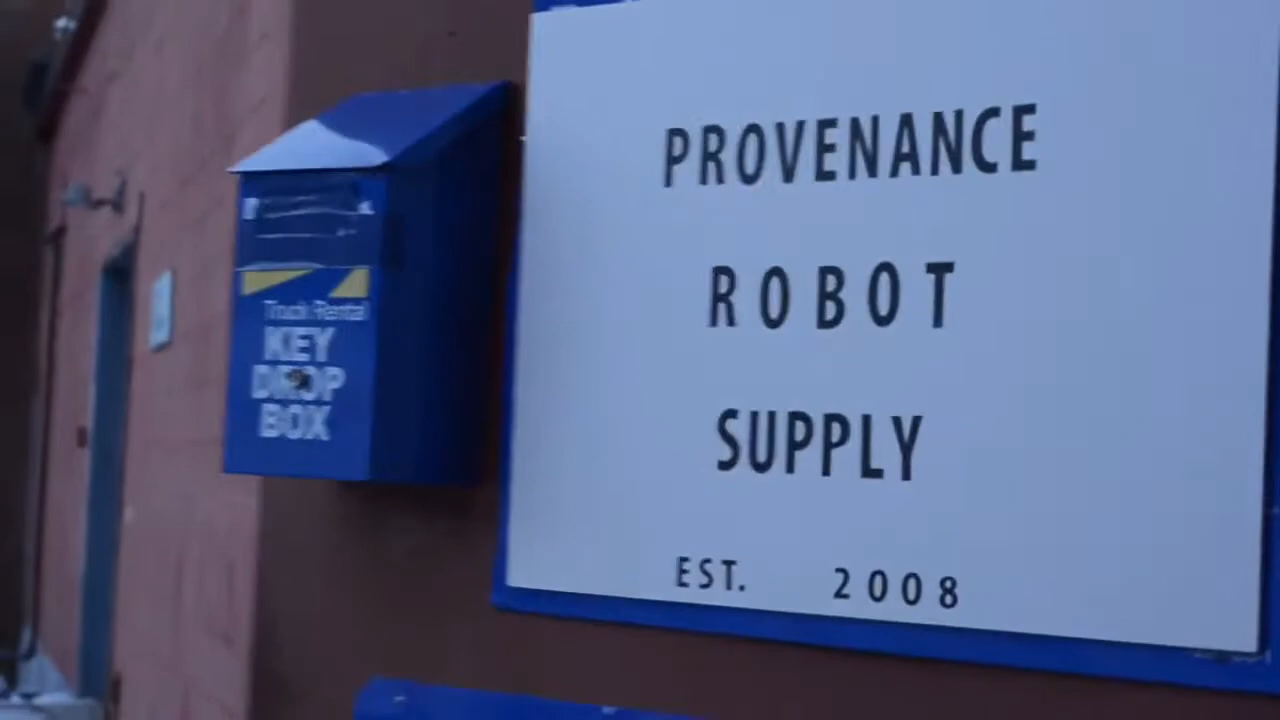 PROVENANCE
ROBOT
SUPPLY
EST. 2008
Truck Rental
KEY
DROP
BOX